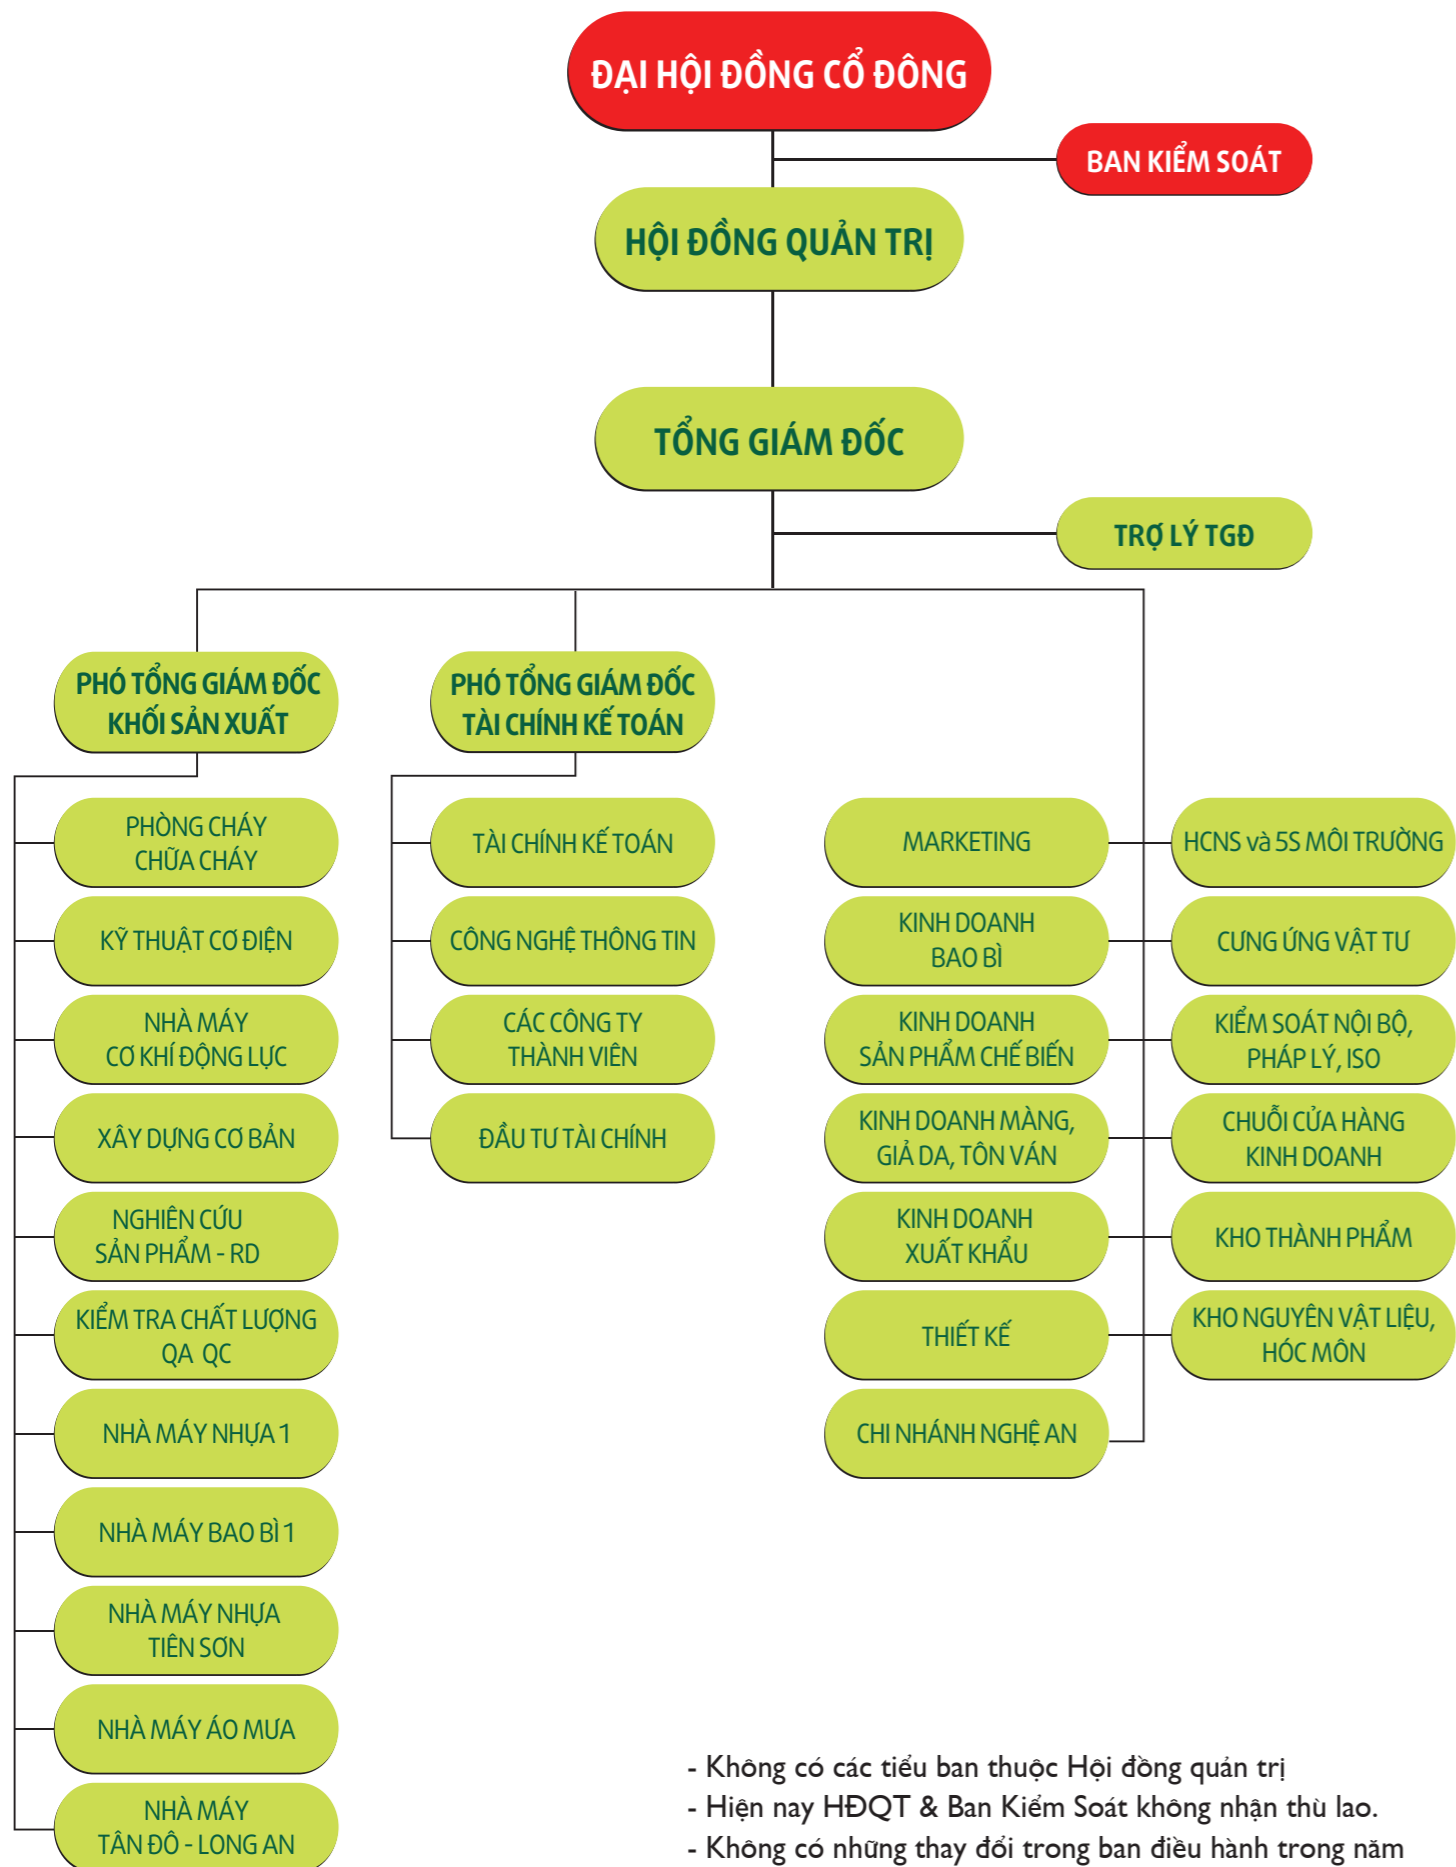 ĐẠI HỘI ĐỒNG CỔ ĐÔNG
BAN KIỂM SOÁT
HỘI ĐỒNG QUẢN TRỊ
TỔNG GIÁM ĐỐC
TRỢ LÝ TGĐ
PHÓ TỔNG GIÁM ĐỐC
KHỐI SẢN XUẤT
PHÒNG CHÁY
CHỮA CHÁY
KỸ THUẬT CƠ ĐIỆN
NHÀ MÁY
CƠ KHÍ ĐỘNG LỰC
XÂY DỰNG CƠ BẢN
NGHIÊN CỨU
SẢN PHẨM - RD
KIỂM TRA CHẤT LƯỢNG
QA QC
NHÀ MÁY NHỰA 1
NHÀ MÁY BAO BÌ 1
NHÀ MÁY NHỰA
TIÊN SƠN
NHÀ MÁY ÁO MƯA
NHÀ MÁY
TÂN ĐÔ - LONG AN
PHÓ TỔNG GIÁM ĐỐC
TÀI CHÍNH KẾ TOÁN
TÀI CHÍNH KẾ TOÁN
CÔNG NGHỆ THÔNG TIN
CÁC CÔNG TY
THÀNH VIÊN
ĐẦU TƯ TÀI CHÍNH
MARKETING
KINH DOANH
BAO BÌ
KINH DOANH
SẢN PHẨM CHẾ BIẾN
KINH DOANH MÀNG,
GIẢ DA, TÔN VÁN
KINH DOANH
XUẤT KHẨU
THIẾT KẾ
CHI NHÁNH NGHỆ AN
HCNS và 5S MÔI TRƯỜNG
CƯNG ỨNG VẬT TƯ
KIỂM SOÁT NỘI BỘ,
PHÁP LÝ, ISO
CHUỖI CỬA HÀNG
KINH DOANH
KHO THÀNH PHẨM
KHO NGUYÊN VẬT LIỆU,
HÓC MÔN
- Không có các tiểu ban thuộc Hội đồng quản trị
- Hiện nay HĐQT & Ban Kiểm Soát không nhận thù lao.
- Không có những thay đổi trong ban điều hành trong năm